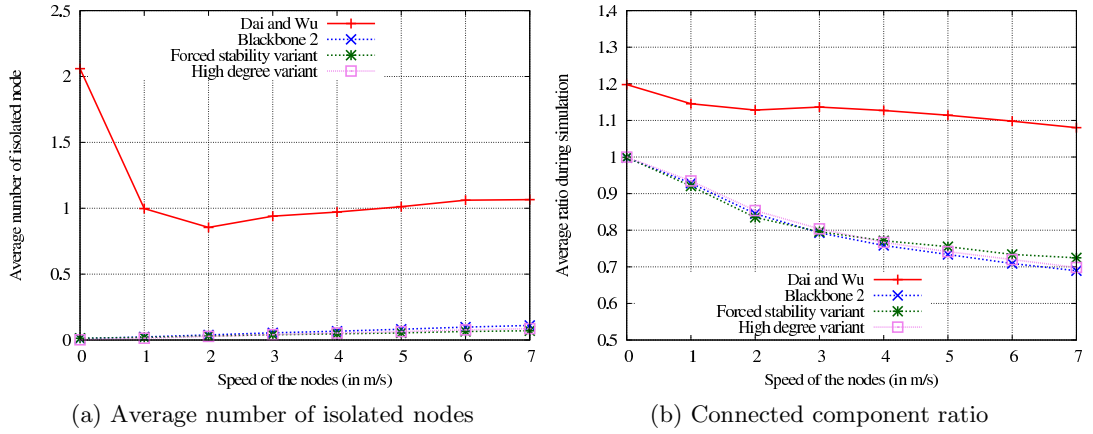 2.5
2
1.5
1
0.5
0
0 1 2 3 4 5 6 7
Average number of isolated node
Speed of the nodes (in m/s)
Dai and Wu
Blackbone 2
Forced stability variant
High degree variant
(a) Average number of isolated nodes
1.4
1.3
1.2
1.1
1
0.9
0.8
0.7
0.6
0.5
0 1 2 3 4 5 6 7
Average ratio during simulation
Speed of the nodes (in m/s)
Dai and Wu
Blackbone 2
Forced stability variant
High degree variant
(b) Connected component ratio